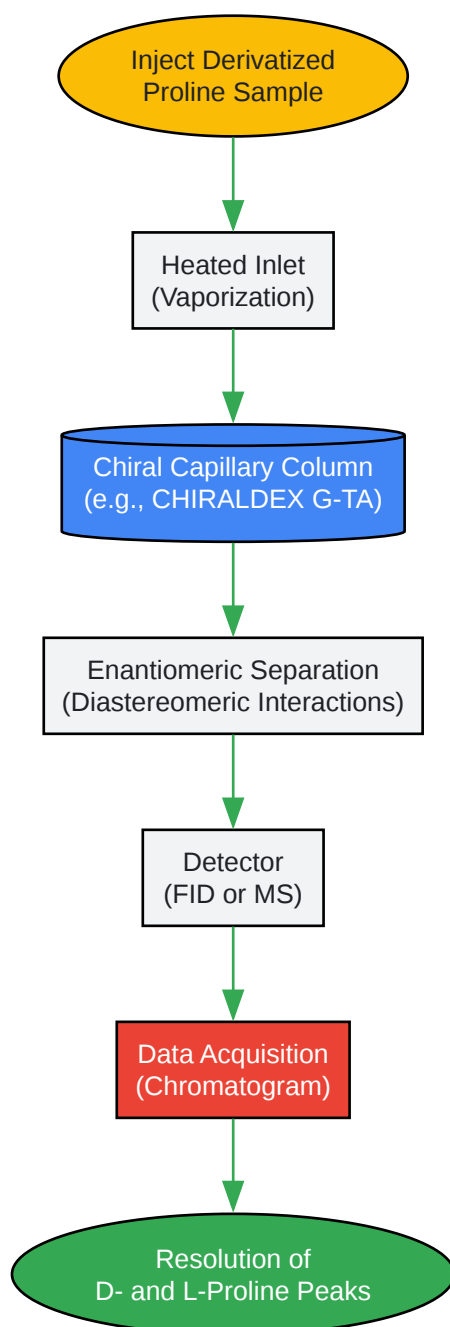 Inject Derivatized
Proline Sample
Heated Inlet
(Vaporization)
Chiral Capillary Column
(e.g., CHIRALDEX G-TA)
Enantiomeric Separation
(Diastereomeric Interactions)
Detector
(FID or MS)
Data Acquisition
(Chromatogram)
Resolution of
D- and L-Proline Peaks